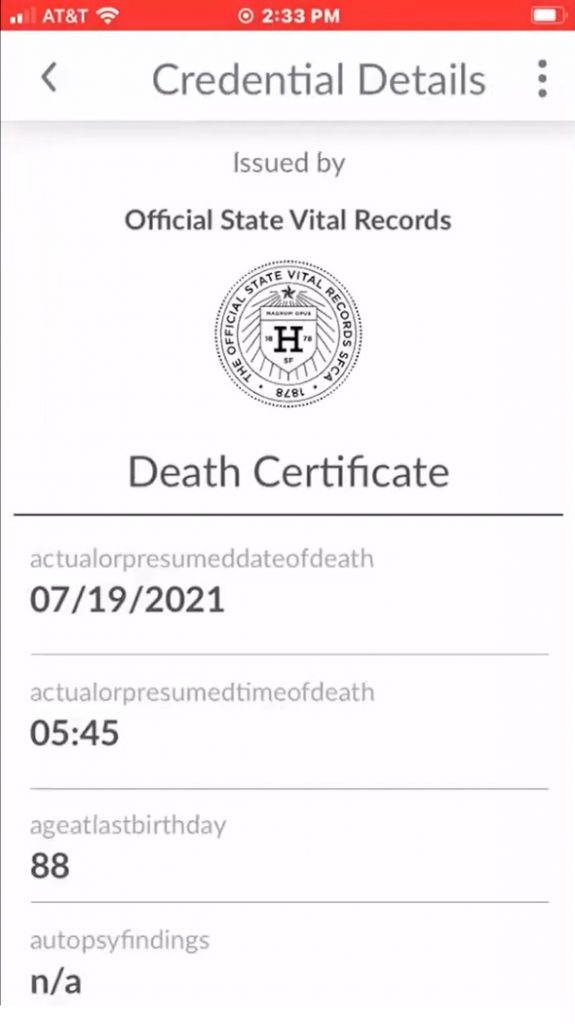 AT&T
2:33 PM
Credential Details
Issued by
Official State Vital Records
THE OFFICIAL STATE VITAL RECORDS SFCA
MAGNUM OPUS
18 H 78
SF
1878
Death Certificate
actualorpresumeddateofdeath
07/19/2021
actualorpresumedtimeofdeath
05:45
ageatlastbirthday
88
autopsyfindings
n/a